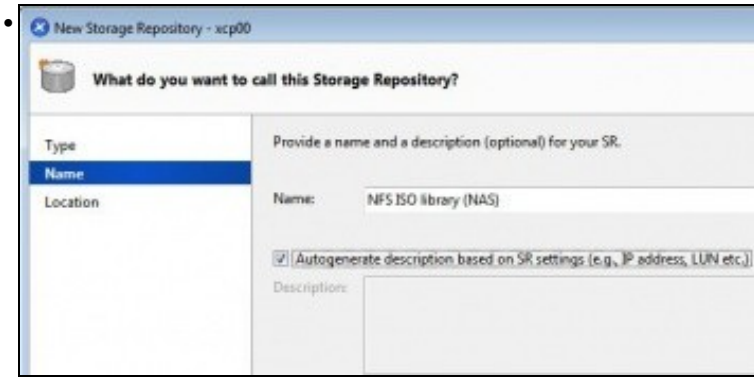 New Storage Repository - xcp00
What do you want to call this Storage Repository?
Type
Name
Location
Provide a name and a description (optional) for your SR.
Name: NFS ISO library (NAS)
Autogenerate description based on SR settings (e.g., IP address, LUN etc.)
Description: